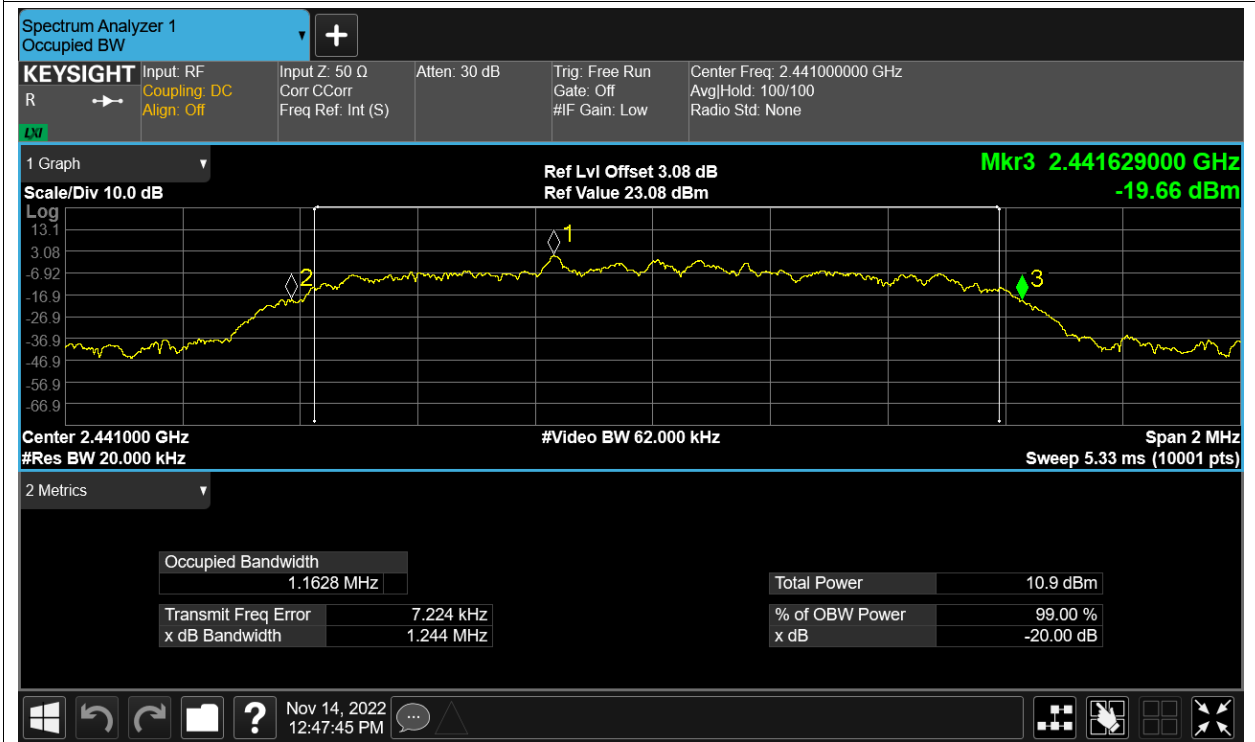 Spectrum Analyzer 1
Occupied BW
KEYSIGHT
R
LXI
Input: RF
Coupling: DC
Align: Off
Input Z: 50 Ω
Corr CCorr
Freq Ref: Int (S)
Atten: 30 dB
Trig: Free Run
Gate: Off
#IF Gain: Low
Center Freq: 2.441000000 GHz
Avg|Hold: 100/100
Radio Std: None
1 Graph
Scale/Div 10.0 dB
Ref Lvl Offset 3.08 dB
Ref Value 23.08 dBm
Mkr3 2.441629000 GHz
-19.66 dBm
Log
13.1
3.08
-6.92
-16.9
-26.9
-36.9
-46.9
-56.9
-66.9
1
2
3
Center 2.441000 GHz
#Video BW 62.000 kHz
Span 2 MHz
#Res BW 20.000 kHz
Sweep 5.33 ms (10001 pts)
2 Metrics
Occupied Bandwidth
1.1628 MHz
Total Power 10.9 dBm
Transmit Freq Error 7.224 kHz
% of OBW Power 99.00 %
x dB Bandwidth 1.244 MHz
x dB -20.00 dB
?
Nov 14, 2022
12:47:45 PM